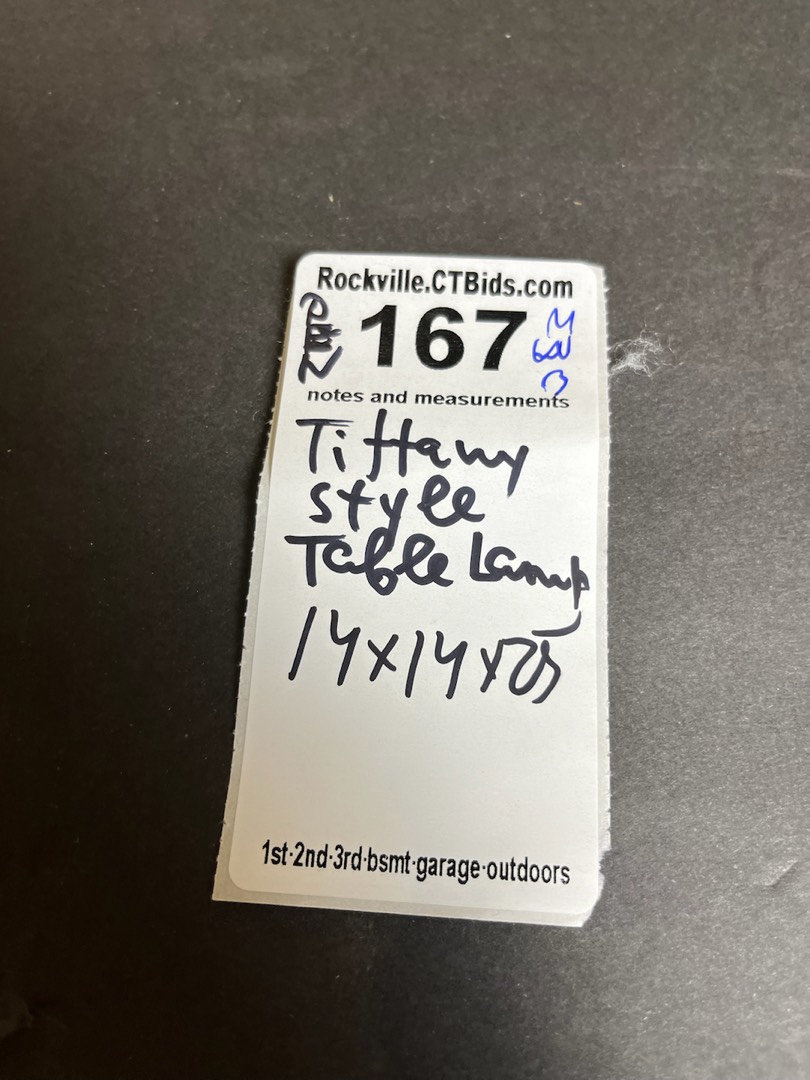 Rockville.CTBids.com
167
notes and measurements
Tiffany
style
Table Lamp
14x14x25
1st·2nd·3rd·bsmt·garage·outdoors